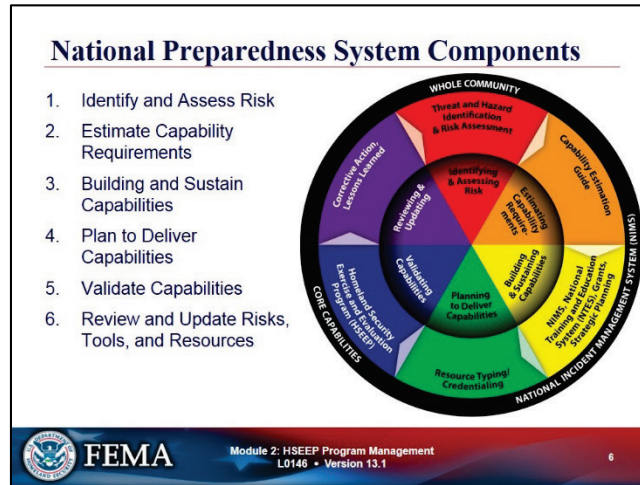 National Preparedness System Components
1. Identify and Assess Risk
2. Estimate Capability
Requirements
3. Building and Sustain
Capabilities
4. Plan to Deliver
Capabilities
5. Validate Capabilities
6. Review and Update Risks,
Tools, and Resources
WHOLE COMMUNITY
Threat and Hazard
Identification
& Risk Assessment
Capability Estimation
Guide
NIMS, National
Training and Education
System (NTES), Grants,
Strategic Planning
Resource Typing/
Credentialing
Homeland Security
Exercise and Evaluation
Program (HSEEP)
Corrective Action,
Lessons Learned
Identifying
& Assessing
Risk
Estimating
Capability
Require-
ments
Building
& Sustaining
Capabilities
Planning
to Deliver
Capabilities
Validating
Capabilities
Reviewing &
Updating
NATIONAL INCIDENT MANAGEMENT SYSTEM (NIMS)
CORE CAPABILITIES
FEMA
Module 2: HSEEP Program Management
L0146 • Version 13.1
6